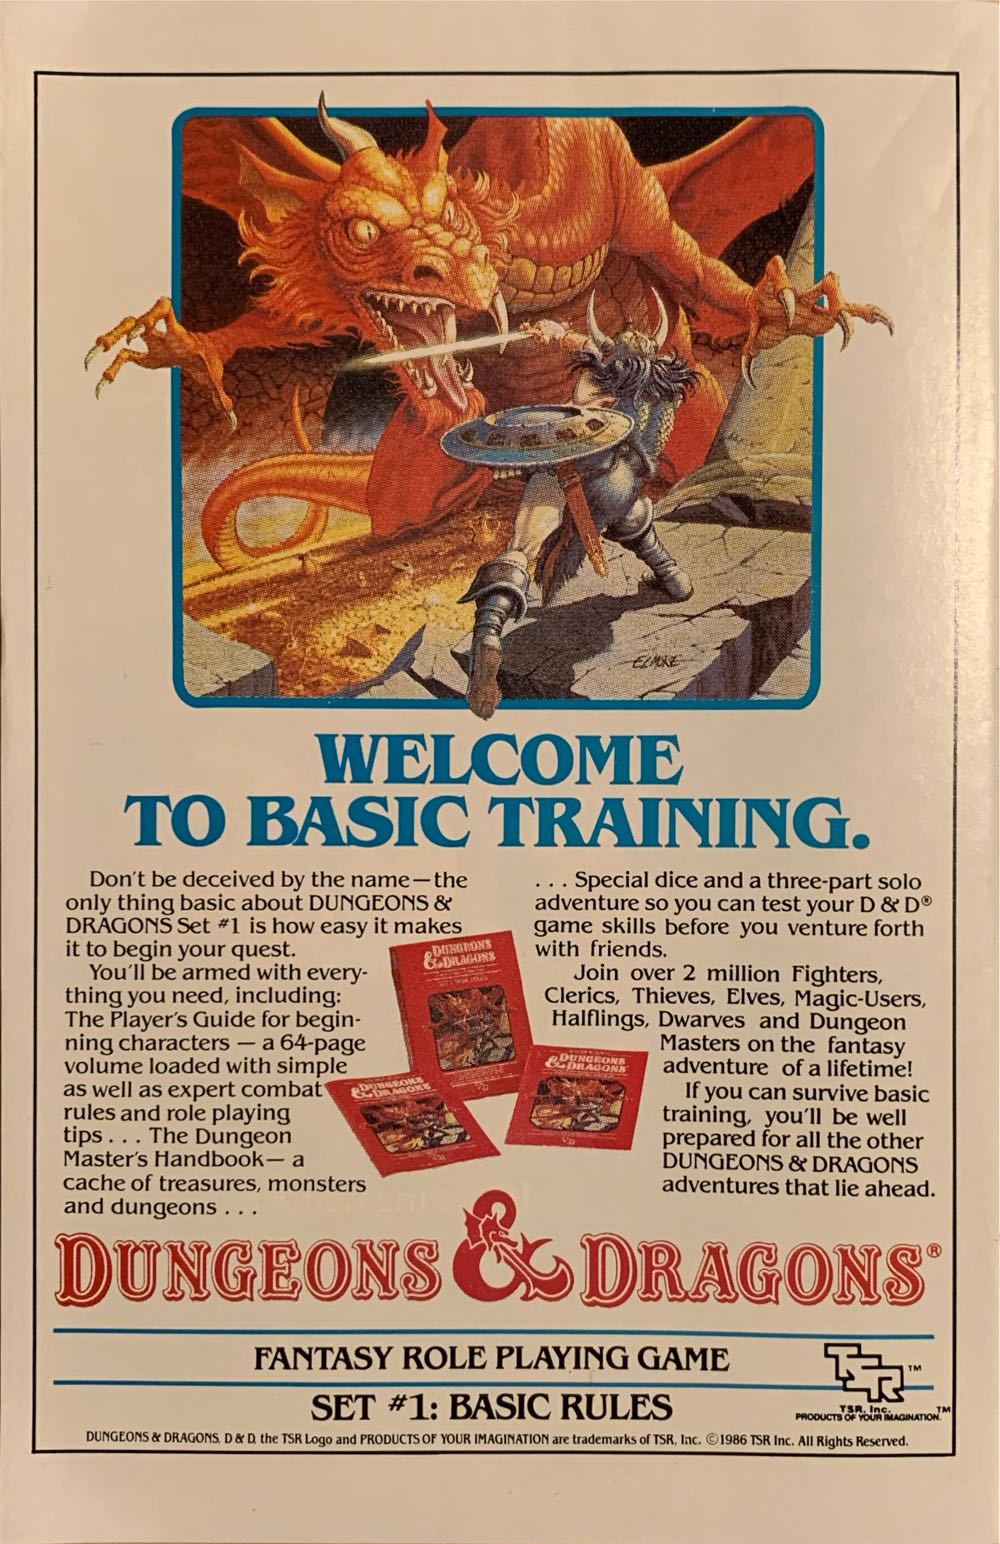 ELMORE
WELCOME
TO BASIC TRAINING.
Don't be deceived by the name—the
only thing basic about DUNGEONS &
DRAGONS Set #1 is how easy it makes
it to begin your quest.
You'll be armed with every-
thing you need, including:
The Player's Guide for begin-
ning characters — a 64-page
volume loaded with simple
as well as expert combat
rules and role playing
tips . . . The Dungeon
Master's Handbook— a
cache of treasures, monsters
and dungeons . . .
DUNGEONS
& DRAGONS
DUNGEONS
& DRAGONS
DUNGEONS
& DRAGONS
. . . Special dice and a three-part solo
adventure so you can test your D & D®
game skills before you venture forth
with friends.
Join over 2 million Fighters,
Clerics, Thieves, Elves, Magic-Users,
Halflings, Dwarves and Dungeon
Masters on the fantasy
adventure of a lifetime!
If you can survive basic
training, you'll be well
prepared for all the other
DUNGEONS & DRAGONS
adventures that lie ahead.
DUNGEONS & DRAGONS®
FANTASY ROLE PLAYING GAME
SET #1: BASIC RULES
TSR™
TSR, Inc.
PRODUCTS OF YOUR IMAGINATION.™
DUNGEONS & DRAGONS, D & D, the TSR Logo and PRODUCTS OF YOUR IMAGINATION are trademarks of TSR, Inc. ©1986 TSR Inc. All Rights Reserved.